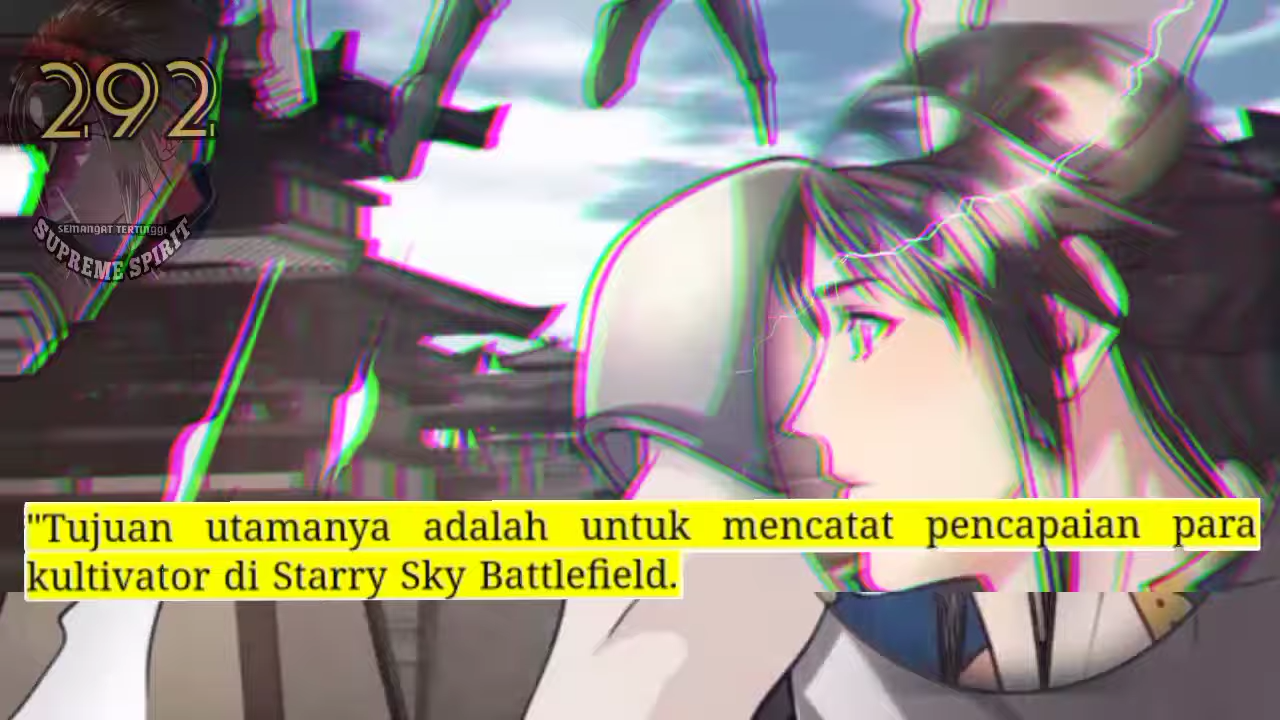 292
SEMANGAT TERTINGGI
SUPREME SPIRIT
"Tujuan utamanya adalah untuk mencatat pencapaian para
kultivator di Starry Sky Battlefield.